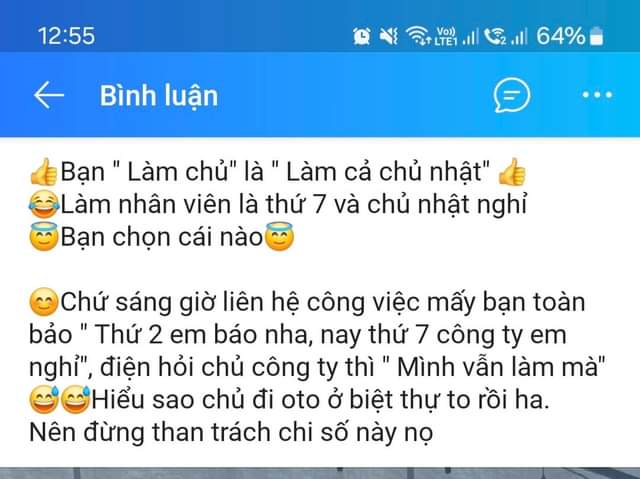 12:55 Vo)) LTE1 2 64%
Bình luận
👍Bạn " Làm chủ" là " Làm cả chủ nhật" 👍
😂Làm nhân viên là thứ 7 và chủ nhật nghỉ
😇Bạn chọn cái nào😇
😊Chứ sáng giờ liên hệ công việc mấy bạn toàn
bảo " Thứ 2 em báo nha, nay thứ 7 công ty em
nghỉ", điện hỏi chủ công ty thì " Mình vẫn làm mà"
😅😅Hiểu sao chủ đi oto ở biệt thự to rồi ha.
Nên đừng than trách chi số này nọ